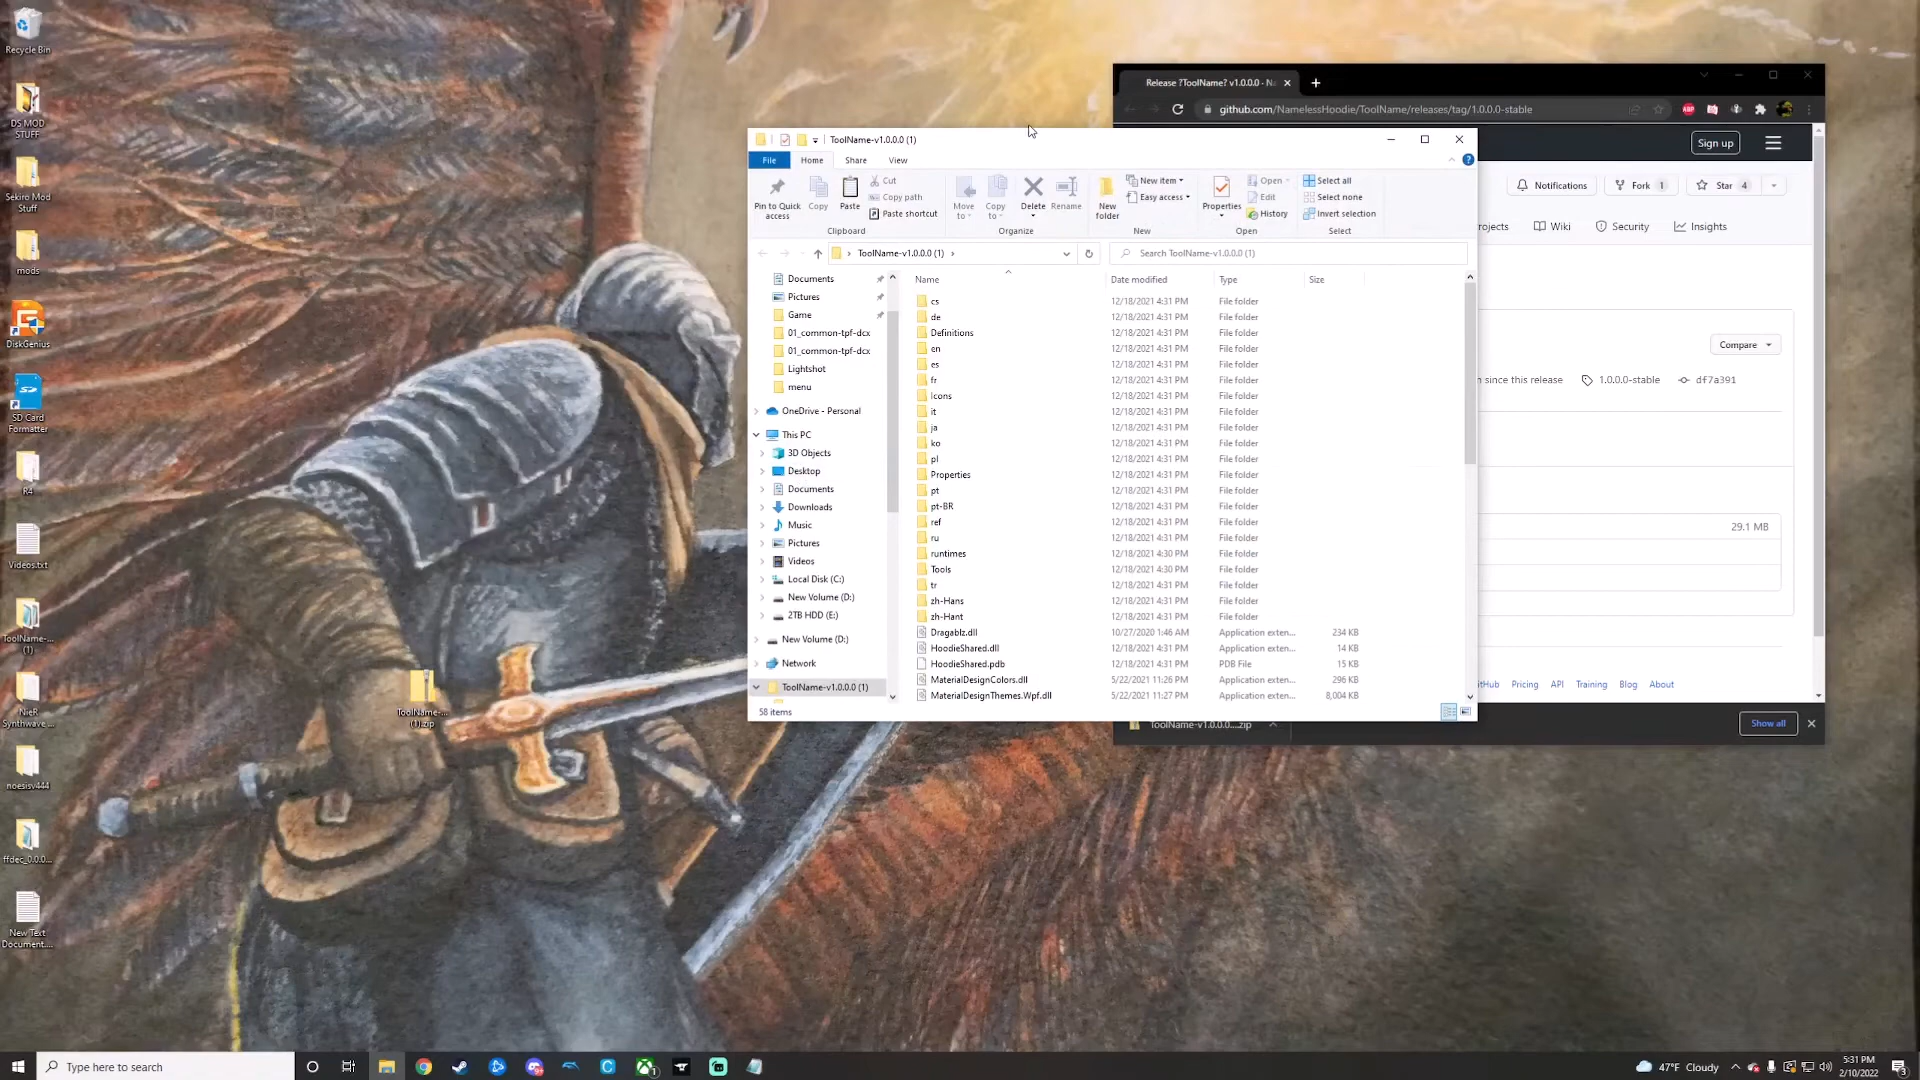 Recycle Bin
DS MOD
STUFF
Sekiro Mod
Stuff
mods
DiskGenius
SD Card
Formatter
R4
Videos.txt
ToolName-...
(1)
NieR
Synthwave...
noesisv444
ffdec_0.0.0...
New Text
Document....
ToolName-...
(1).zip
Release ?ToolName? v1.0.0.0 - Na
github.com/NamelessHoodie/ToolName/releases/tag/1.0.0.0-stable
Sign up
Notifications
Fork 1
Star 4
rojects
Wiki
Security
Insights
Compare
n since this release
1.0.0.0-stable
df7a391
29.1 MB
itHub
Pricing
API
Training
Blog
About
ToolName-v1.0.0.0....zip
Show all
ToolName-v1.0.0.0 (1)
File
Home
Share
View
Pin to Quick
access
Copy
Paste
Cut
Copy path
Paste shortcut
Clipboard
Move
to
Copy
to
Delete
Rename
Organize
New
folder
New item
Easy access
New
Properties
Open
Edit
History
Open
Select all
Select none
Invert selection
Select
ToolName-v1.0.0.0 (1)
Search ToolName-v1.0.0.0 (1)
Documents
Pictures
Game
01_common-tpf-dcx
01_common-tpf-dcx
Lightshot
menu
OneDrive - Personal
This PC
3D Objects
Desktop
Documents
Downloads
Music
Pictures
Videos
Local Disk (C:)
New Volume (D:)
2TB HDD (E:)
New Volume (D:)
Network
ToolName-v1.0.0.0 (1)
Name Date modified Type Size
cs 12/18/2021 4:31 PM File folder
de 12/18/2021 4:31 PM File folder
Definitions 12/18/2021 4:31 PM File folder
en 12/18/2021 4:31 PM File folder
es 12/18/2021 4:31 PM File folder
fr 12/18/2021 4:31 PM File folder
Icons 12/18/2021 4:31 PM File folder
it 12/18/2021 4:31 PM File folder
ja 12/18/2021 4:31 PM File folder
ko 12/18/2021 4:31 PM File folder
pl 12/18/2021 4:31 PM File folder
Properties 12/18/2021 4:31 PM File folder
pt 12/18/2021 4:31 PM File folder
pt-BR 12/18/2021 4:31 PM File folder
ref 12/18/2021 4:31 PM File folder
ru 12/18/2021 4:31 PM File folder
runtimes 12/18/2021 4:30 PM File folder
Tools 12/18/2021 4:30 PM File folder
tr 12/18/2021 4:31 PM File folder
zh-Hans 12/18/2021 4:31 PM File folder
zh-Hant 12/18/2021 4:31 PM File folder
Dragablz.dll 10/27/2020 1:46 AM Application exten... 234 KB
HoodieShared.dll 12/18/2021 4:31 PM Application exten... 14 KB
HoodieShared.pdb 12/18/2021 4:31 PM PDB File 15 KB
MaterialDesignColors.dll 5/22/2021 11:26 PM Application exten... 296 KB
MaterialDesignThemes.Wpf.dll 5/22/2021 11:27 PM Application exten... 8,004 KB
58 items
Type here to search
47°F Cloudy
5:31 PM
2/10/2022